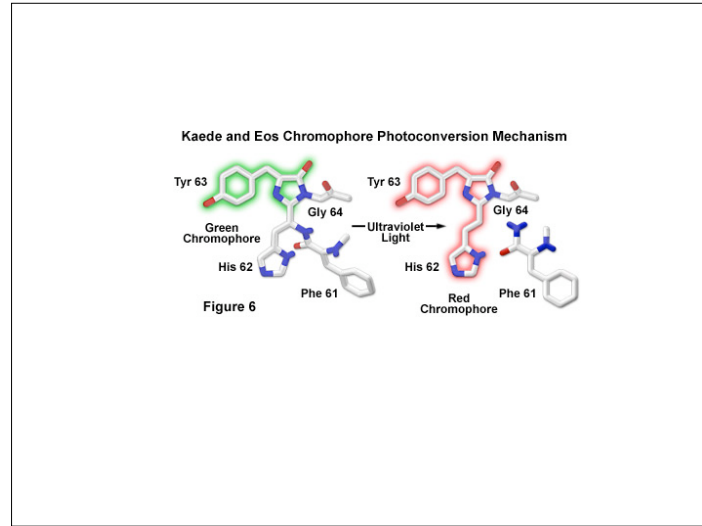 Kaede and Eos Chromophore Photoconversion Mechanism
Tyr 63
Gly 64
Green
Chromophore
His 62
Phe 61
Figure 6
Ultraviolet
Light
Tyr 63
Gly 64
His 62
Phe 61
Red
Chromophore